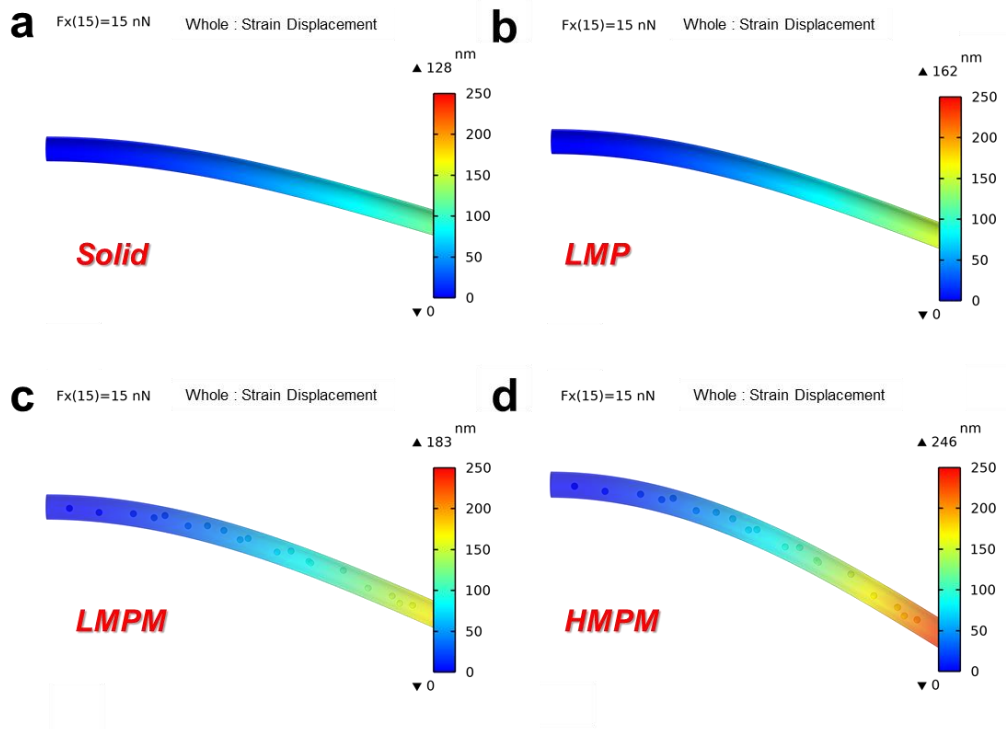 a Fx(15)=15 nN Whole : Strain Displacement
nm
▲ 128
250
200
150
100
50
0
▼ 0
Solid
b Fx(15)=15 nN Whole : Strain Displacement
nm
▲ 162
250
200
150
100
50
0
▼ 0
LMP
c Fx(15)=15 nN Whole : Strain Displacement
nm
▲ 183
250
200
150
100
50
0
▼ 0
LMPM
d Fx(15)=15 nN Whole : Strain Displacement
nm
▲ 246
250
200
150
100
50
0
▼ 0
HMPM